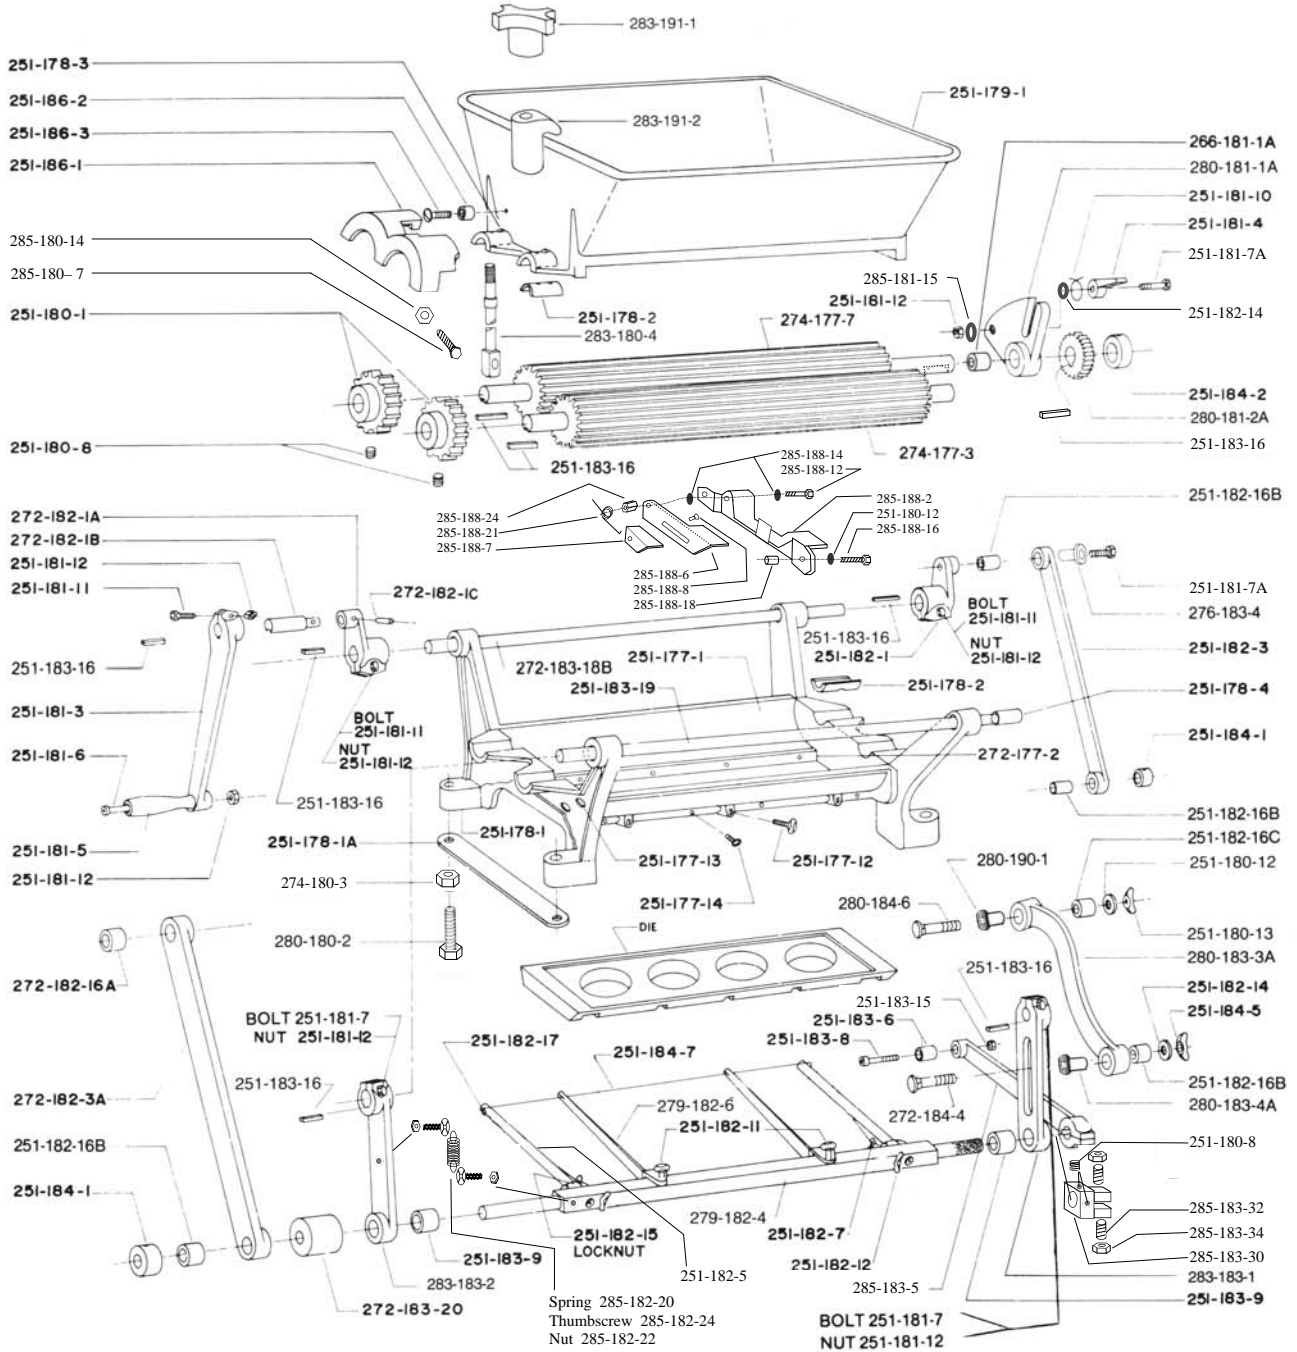 283-191-1
251-178-3
251-186-2
251-186-3
251-186-1
283-191-2
251-179-1
266-181-1A
280-181-1A
251-181-10
251-181-4
251-181-7A
285-180-14
285-180-7
251-180-1
285-181-15
251-181-12
251-182-14
251-178-2
283-180-4
274-177-7
251-184-2
280-181-2A
251-183-16
251-180-8
251-183-16
274-177-3
285-188-14
285-188-12
285-188-24
285-188-21
285-188-7
285-188-2
251-180-12
285-188-16
285-188-6
285-188-8
285-188-18
251-182-16B
272-182-1A
272-182-1B
251-181-12
251-181-11
272-182-1C
251-183-16
251-181-3
251-181-6
251-181-5
251-181-12
BOLT
251-181-11
NUT
251-181-12
251-183-16
272-183-18B
251-177-1
251-183-19
251-183-16
251-182-1
BOLT
251-181-11
NUT
251-181-12
251-181-7A
276-183-4
251-182-3
251-178-2
251-178-4
272-177-2
251-184-1
251-182-16B
251-182-16C
251-180-12
251-178-1
251-178-1A
274-180-3
280-180-2
251-177-13
251-177-12
251-177-14
280-190-1
280-184-6
251-180-13
280-183-3A
251-182-14
251-184-5
DIE
251-183-16
251-183-15
251-183-6
251-183-8
272-182-16A
BOLT 251-181-7
NUT 251-181-12
251-182-17
251-184-7
251-183-16
272-182-3A
279-182-6
251-182-11
272-184-4
251-182-16B
280-183-4A
251-180-8
251-182-16B
251-184-1
279-182-4
251-182-7
251-182-15
LOCKNUT
251-182-5
251-182-12
285-183-5
285-183-32
285-183-34
285-183-30
283-183-1
251-183-9
251-183-9
283-183-2
272-183-20
Spring 285-182-20
Thumbscrew 285-182-24
Nut 285-182-22
BOLT 251-181-7
NUT 251-181-12